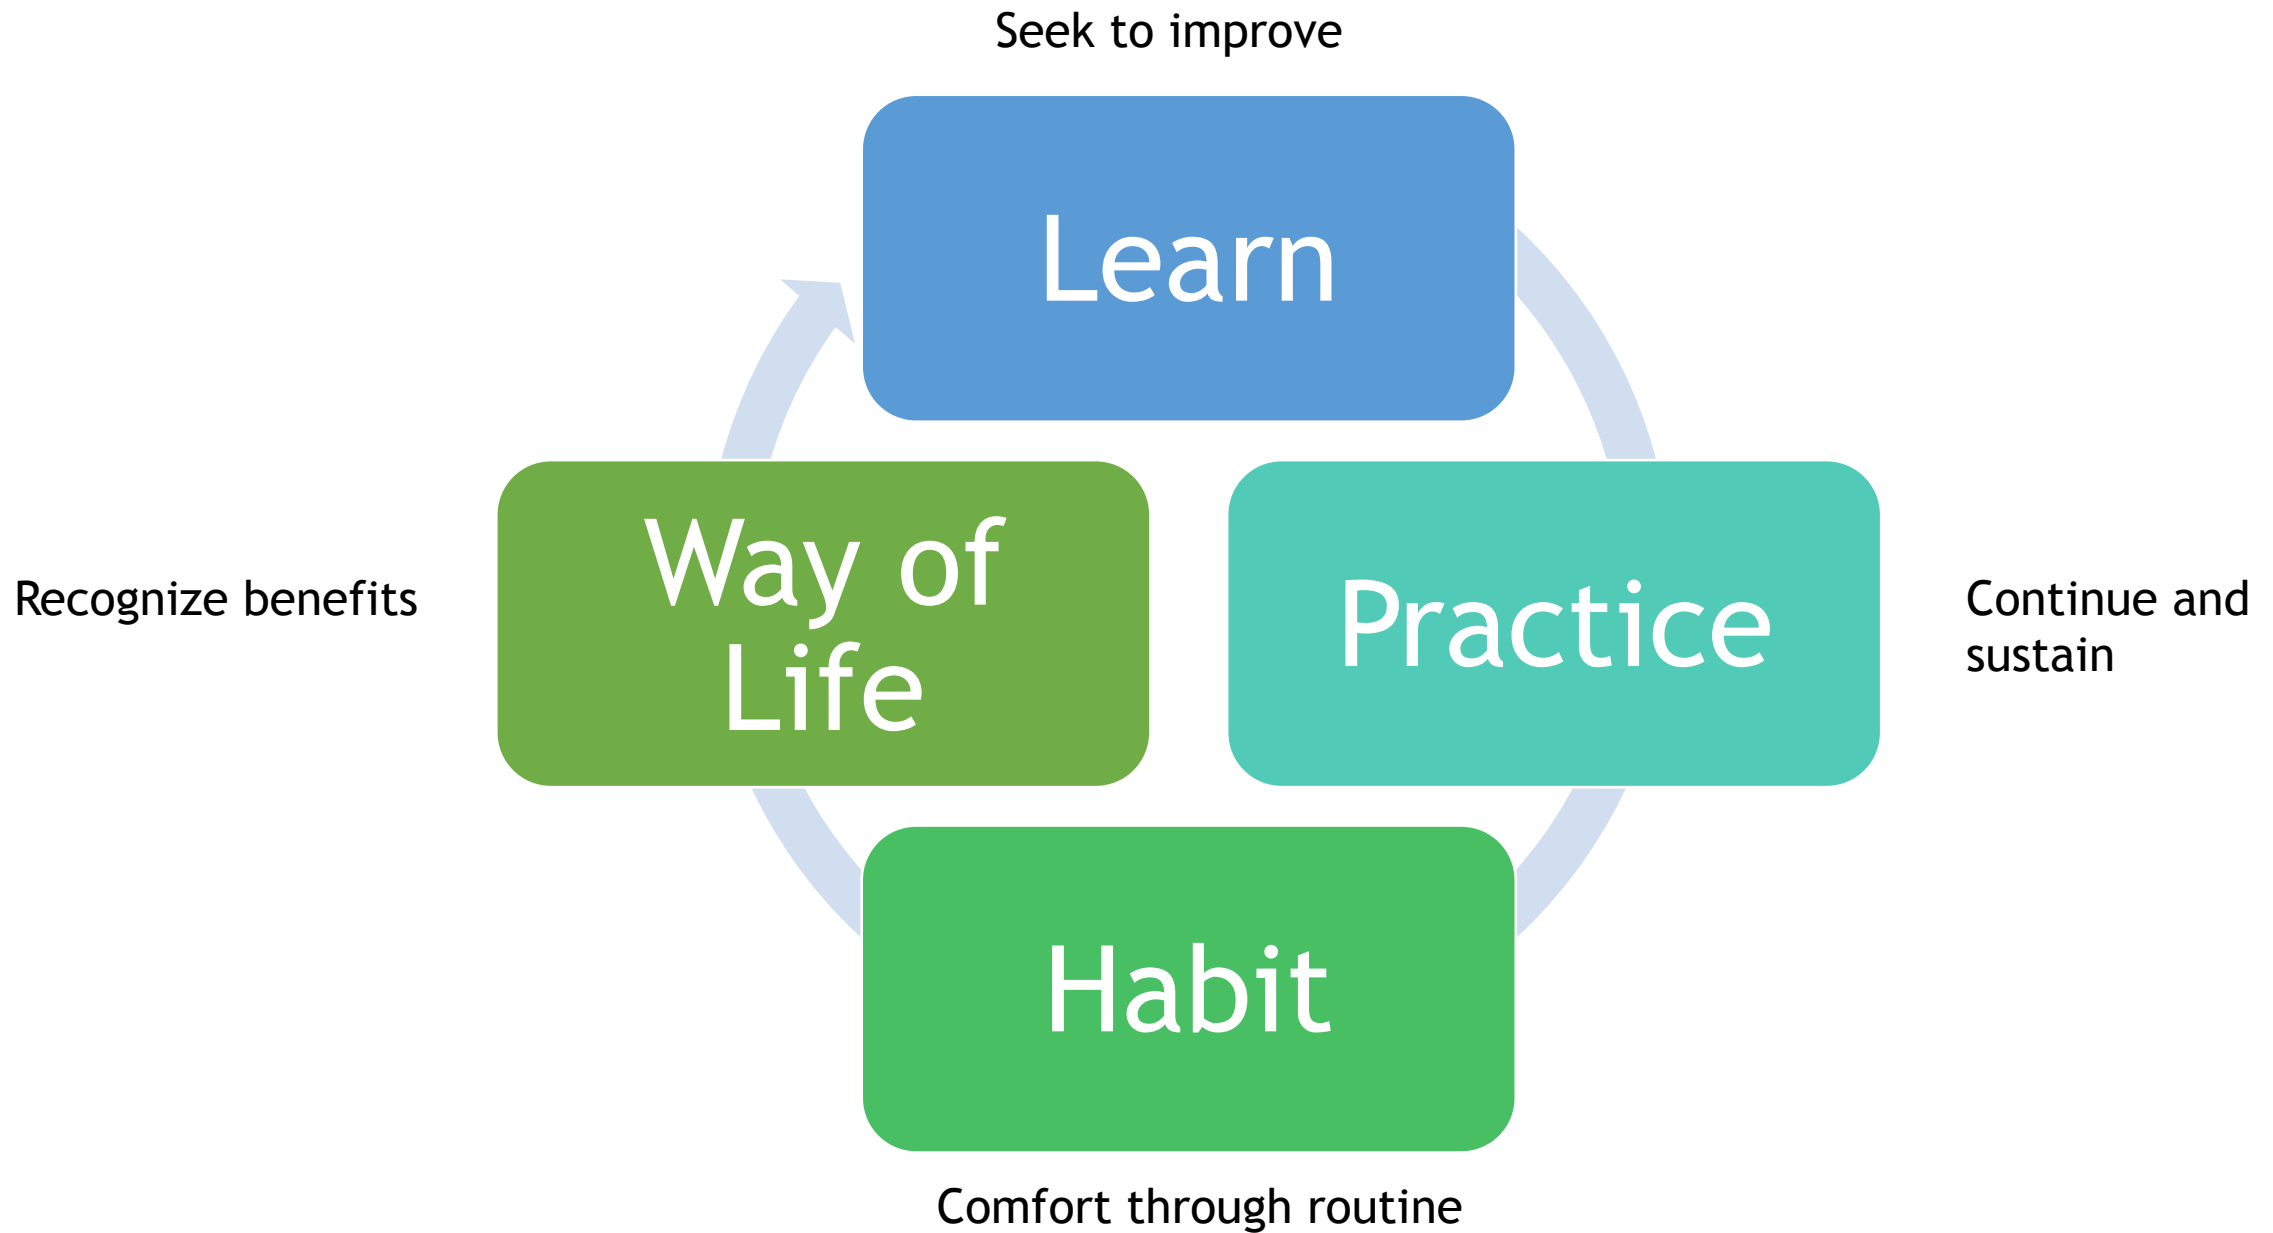 Seek to improve
Learn
Way of
Life
Practice
Recognize benefits
Continue and
sustain
Habit
Comfort through routine